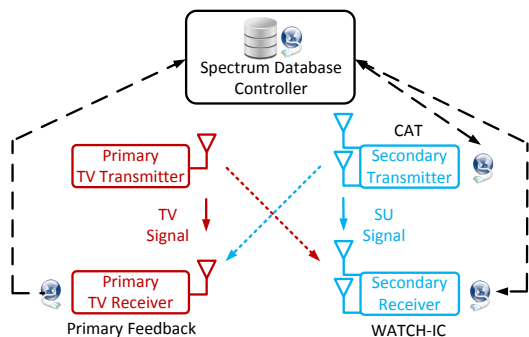 Spectrum Database
Controller
CAT
Primary
TV Transmitter
Secondary
Transmitter
TV
Signal
SU
Signal
Primary
TV Receiver
Secondary
Receiver
Primary Feedback
WATCH-IC